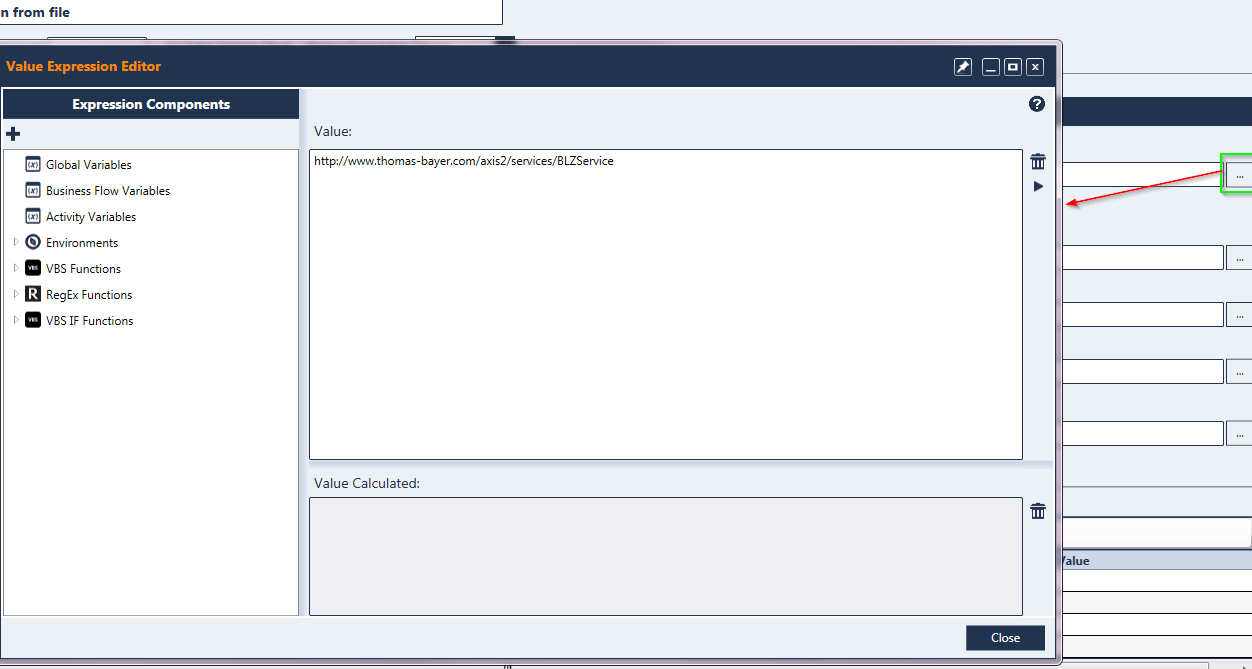 n from file
Value Expression Editor
Expression Components
Value:
http://www.thomas-bayer.com/axis2/services/BLZService
Global Variables
Business Flow Variables
Activity Variables
Environments
VBS Functions
RegEx Functions
VBS IF Functions
Value Calculated:
Close
...
...
...
...
...
Value